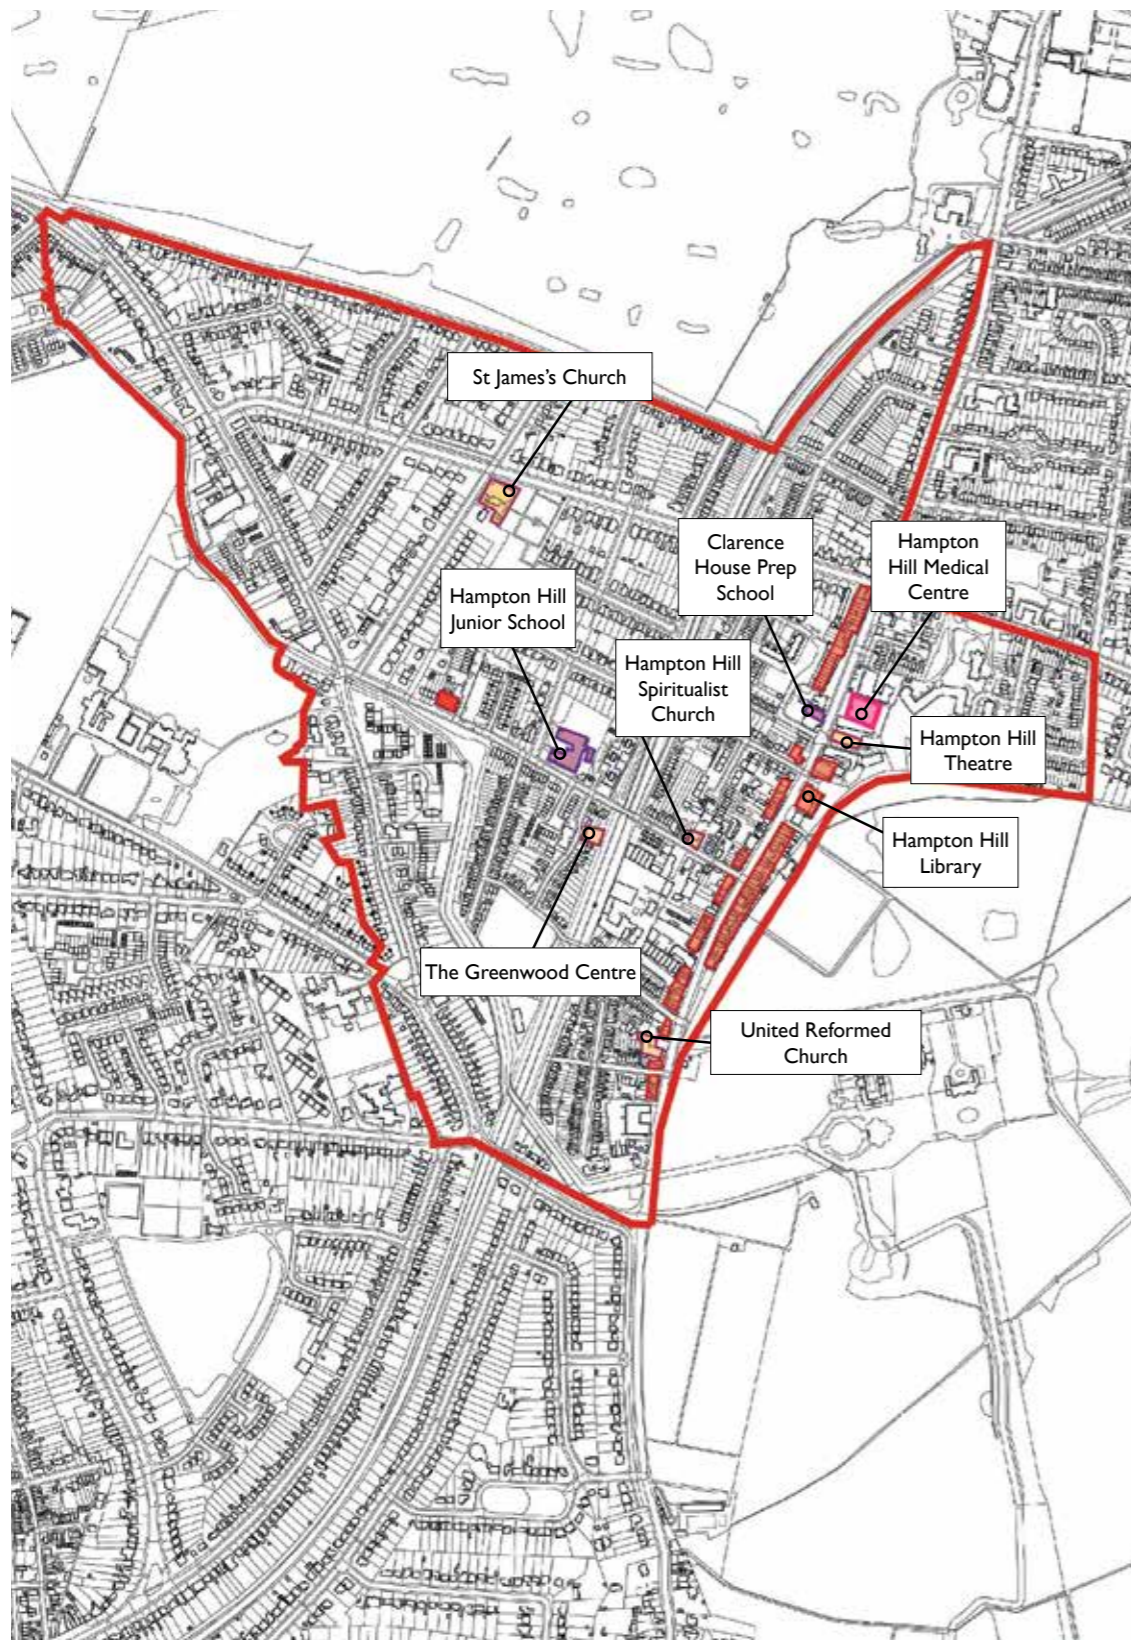 St James's Church
Clarence
House Prep
School
Hampton
Hill Medical
Centre
Hampton Hill
Junior School
Hampton Hill
Spiritualist
Church
Hampton Hill
Theatre
Hampton Hill
Library
The Greenwood Centre
United Reformed
Church